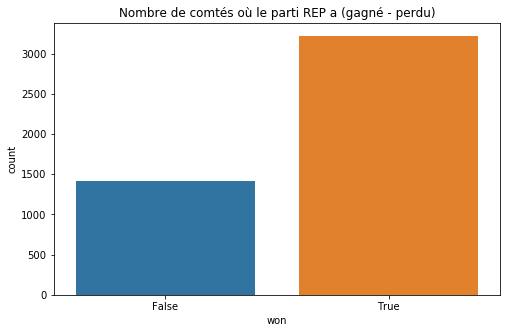 Nombre de comtés où le parti REP a (gagné - perdu)
3000
2500
2000
1500
1000
500
0
count
False
True
won